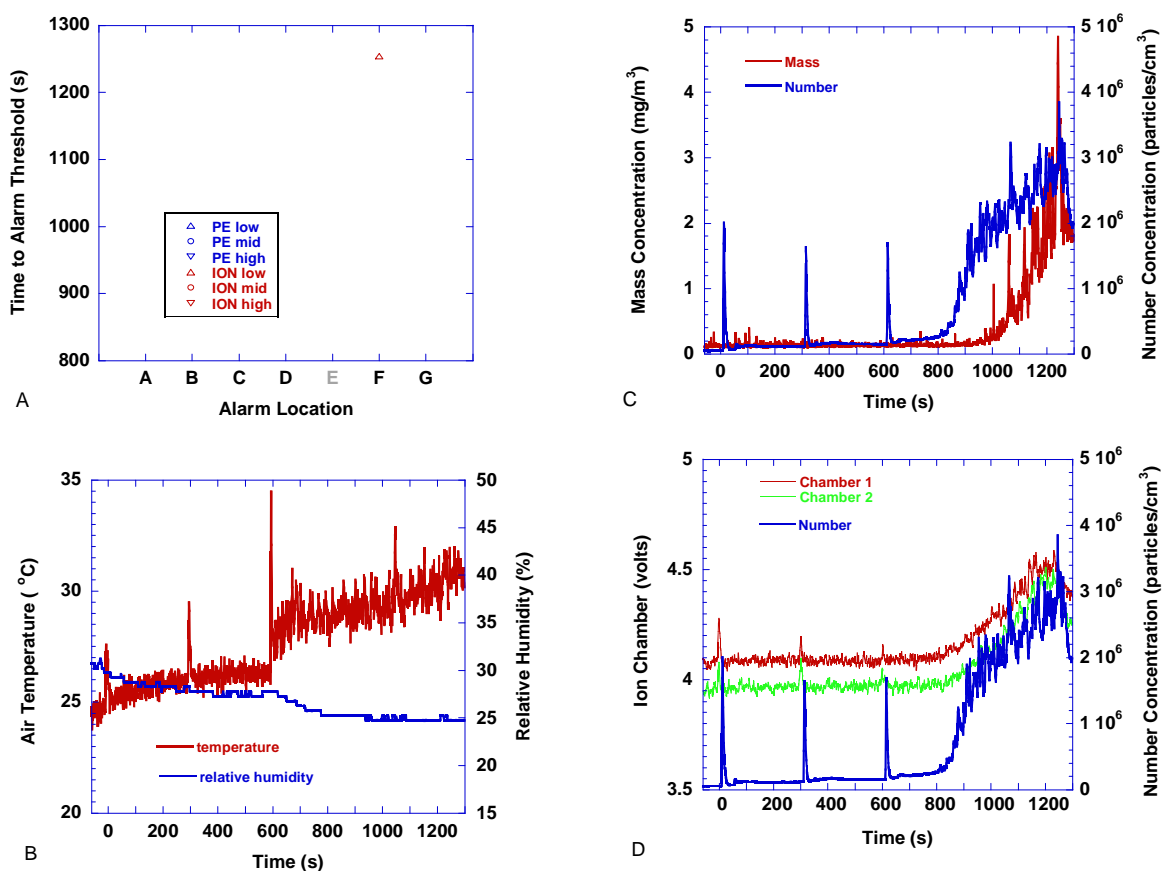 1300
1200
1100
1000
900
800
Time to Alarm Threshold (s)
PE low
PE mid
PE high
ION low
ION mid
ION high
A B C D E F G
Alarm Location
A
5
4
3
2
1
0
Mass Concentration (mg/m³)
Mass
Number
5 10⁶
4 10⁶
3 10⁶
2 10⁶
1 10⁶
0
Number Concentration (particles/cm³)
0 200 400 600 800 1000 1200
Time (s)
C
35
30
25
20
Air Temperature ( °C)
temperature
relative humidity
50
45
40
35
30
25
20
15
Relative Humidity (%)
0 200 400 600 800 1000 1200
Time (s)
B
5
4.5
4
3.5
Ion Chamber (volts)
Chamber 1
Chamber 2
Number
5 10⁶
4 10⁶
3 10⁶
2 10⁶
1 10⁶
0
Number Concentration (particles/cm³)
0 200 400 600 800 1000 1200
Time (s)
D